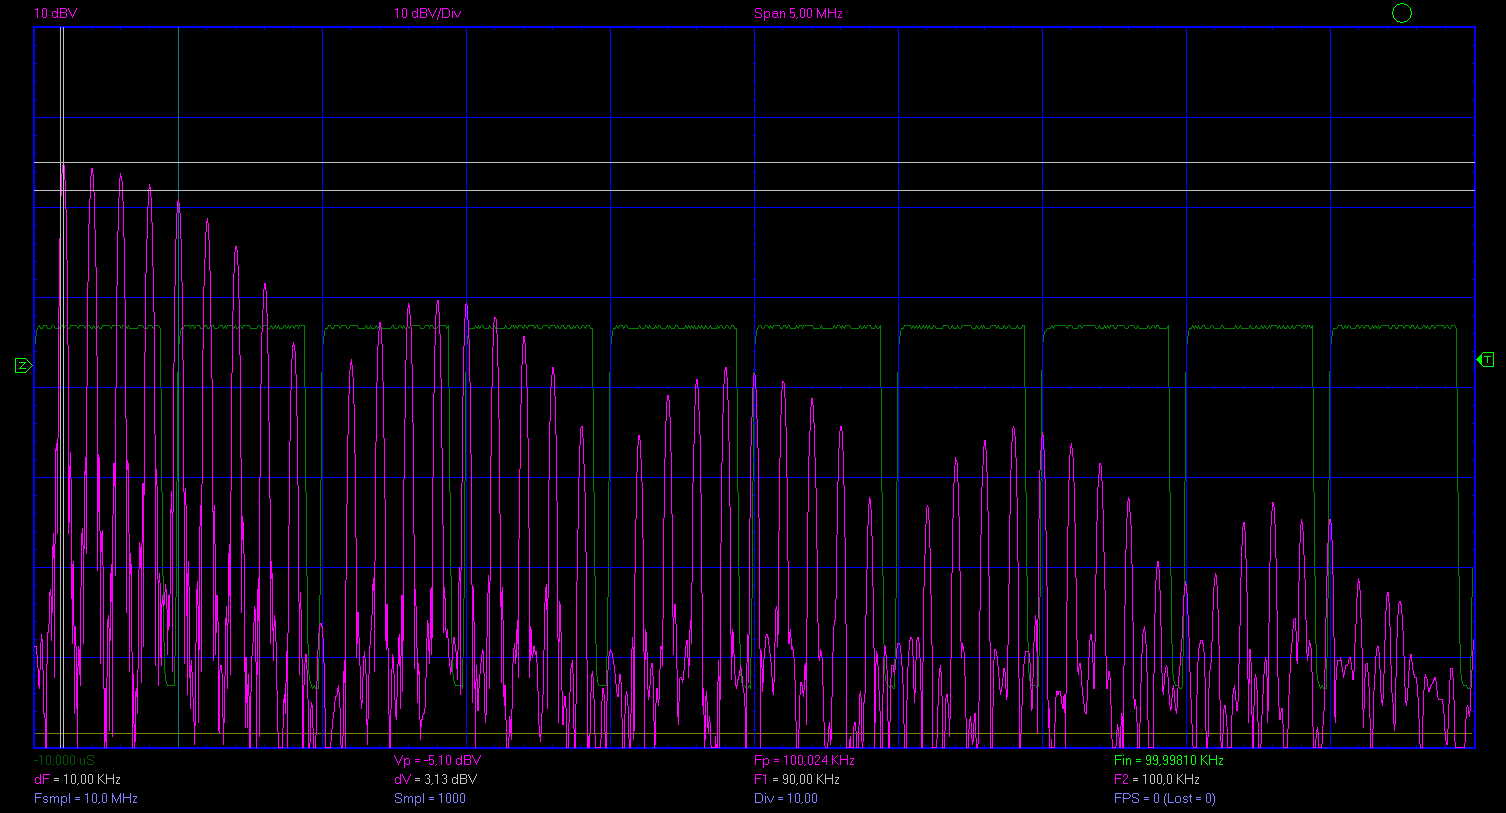 10 dBV 10 dBV/Div Span 5,00 MHz
Z T
-10,000 uS Vp = -5,10 dBV Fp = 100,024 KHz Fin = 99,99810 KHz
dF = 10,00 KHz dV = 3,13 dBV F1 = 90,00 KHz F2 = 100,0 KHz
Fsmpl = 10,0 MHz Smpl = 1000 Div = 10,00 FPS = 0 (Lost = 0)